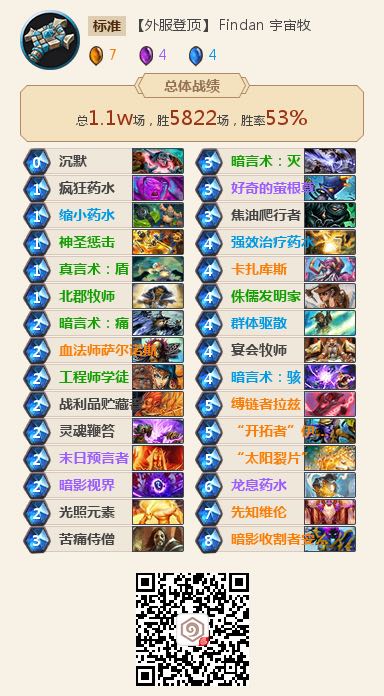 标准 【外服登顶】 Findan 宇宙牧
7 4 4
总体战绩
总1.1w场，胜5822场，胜率53%
0 沉默
1 疯狂药水
1 缩小药水
1 神圣惩击
1 真言术：盾
1 北郡牧师
2 暗言术：痛
2 血法师萨尔诺斯
2 工程师学徒
2 战利品贮藏者
2 灵魂鞭笞
2 末日预言者
2 暗影视界
2 光照元素
3 苦痛侍僧
3 暗言术：灭
3 好奇的萤根草
3 焦油爬行者
4 强效治疗药水
4 卡扎库斯
4 侏儒发明家
4 群体驱散
4 宴会牧师
4 暗言术：骇
5 缚链者拉兹
5 “开拓者”伊
5 “太阳裂片”
6 龙息药水
7 先知维伦
8 暗影收割者安